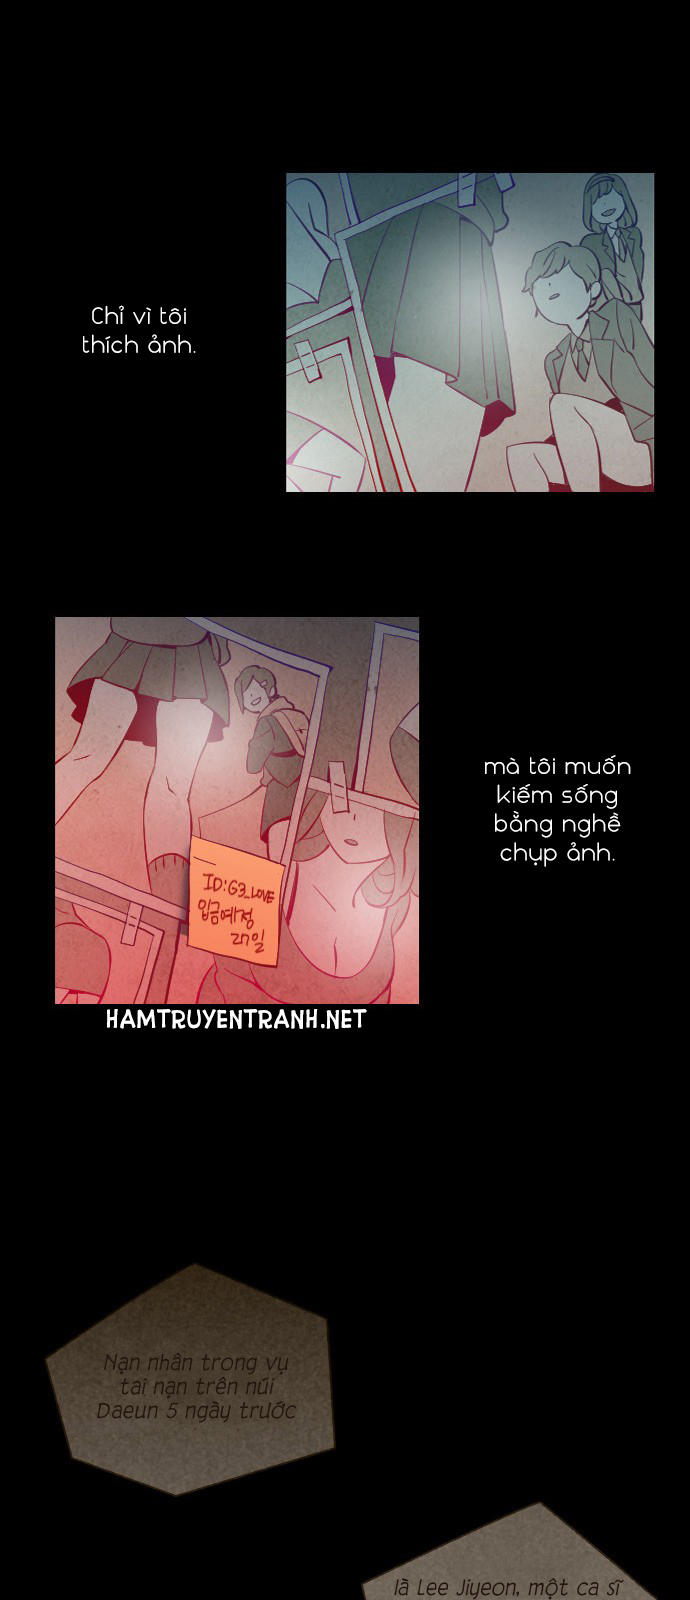 Chỉ vì tôi
thích ảnh.
mà tôi muốn
kiếm sống
bằng nghề
chụp ảnh.
ID:G3_LOVE
입금예정
27일
HAMTRUYENTRANH.NET
Nạn nhân trong vụ
tai nạn trên núi
Daeun 5 ngày trước
là Lee Jiyeon, một ca sĩ